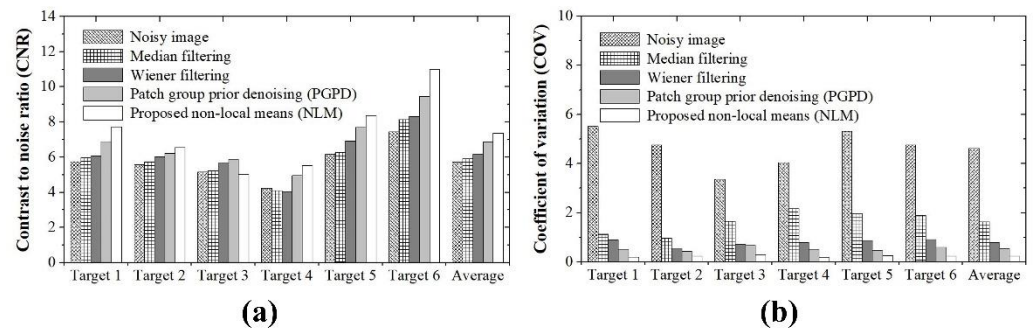 Contrast to noise ratio (CNR)
14
12
10
8
6
4
2
0
Noisy image
Median filtering
Wiener filtering
Patch group prior denoising (PGPD)
Proposed non-local means (NLM)
Target 1 Target 2 Target 3 Target 4 Target 5 Target 6 Average
(a)
Coefficient of variation (COV)
10
8
6
4
2
0
Noisy image
Median filtering
Wiener filtering
Patch group prior denoising (PGPD)
Proposed non-local means (NLM)
Target 1 Target 2 Target 3 Target 4 Target 5 Target 6 Average
(b)